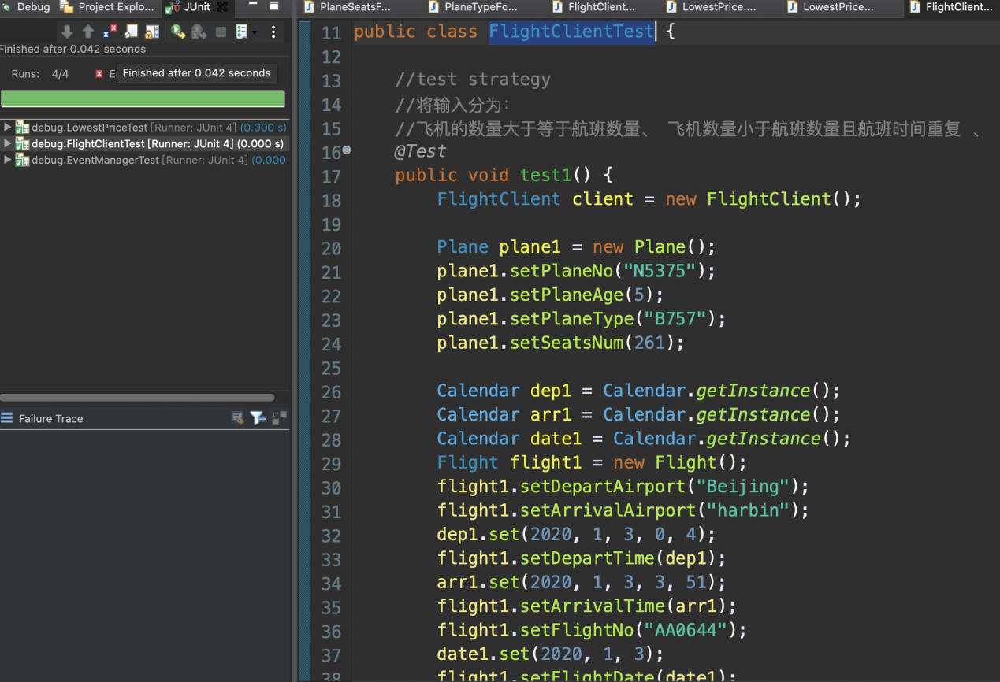 Debug Project Explo... JUnit
Finished after 0.042 seconds
Runs: 4/4 E
Finished after 0.042 seconds
debug.LowestPriceTest [Runner: JUnit 4] (0.000 s)
debug.FlightClientTest [Runner: JUnit 4] (0.000 s)
debug.EventManagerTest [Runner: JUnit 4] (0.000
Failure Trace
PlaneSeatsF... PlaneTypeFo... FlightClient... LowestPrice.... LowestPrice... FlightClient...
11 public class FlightClientTest {
12
13 //test strategy
14 //将输入分为：
15 //飞机的数量大于等于航班数量、 飞机数量小于航班数量且航班时间重复 、
16 @Test
17 public void test1() {
18 FlightClient client = new FlightClient();
19
20 Plane plane1 = new Plane();
21 plane1.setPlaneNo("N5375");
22 plane1.setPlaneAge(5);
23 plane1.setPlaneType("B757");
24 plane1.setSeatsNum(261);
25
26 Calendar dep1 = Calendar.getInstance();
27 Calendar arr1 = Calendar.getInstance();
28 Calendar date1 = Calendar.getInstance();
29 Flight flight1 = new Flight();
30 flight1.setDepartAirport("Beijing");
31 flight1.setArrivalAirport("harbin");
32 dep1.set(2020, 1, 3, 0, 4);
33 flight1.setDepartTime(dep1);
34 arr1.set(2020, 1, 3, 3, 51);
35 flight1.setArrivalTime(arr1);
36 flight1.setFlightNo("AA0644");
37 date1.set(2020, 1, 3);
38 flight1.setFlightDate(date1);